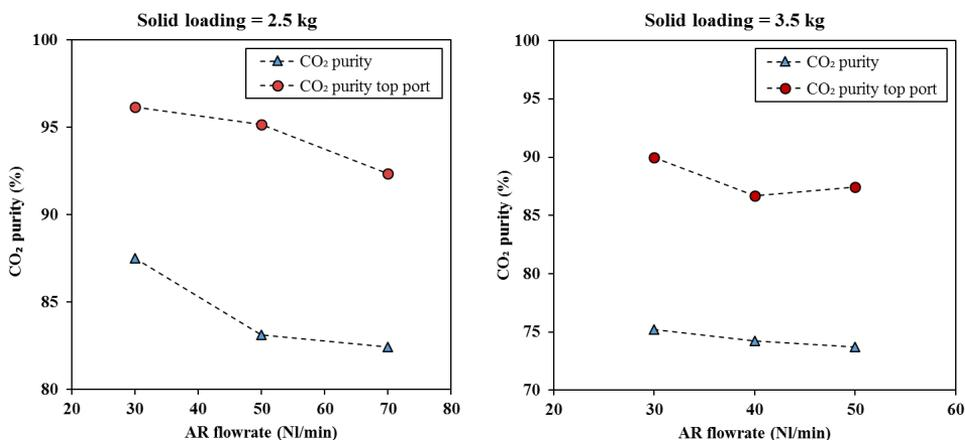 Solid loading = 2.5 kg
100
95
90
85
80
20 30 40 50 60 70 80
CO₂ purity (%)
AR flowrate (Nl/min)
CO₂ purity
CO₂ purity top port
Solid loading = 3.5 kg
100
95
90
85
80
75
70
20 30 40 50 60
CO₂ purity (%)
AR flowrate (Nl/min)
CO₂ purity
CO₂ purity top port